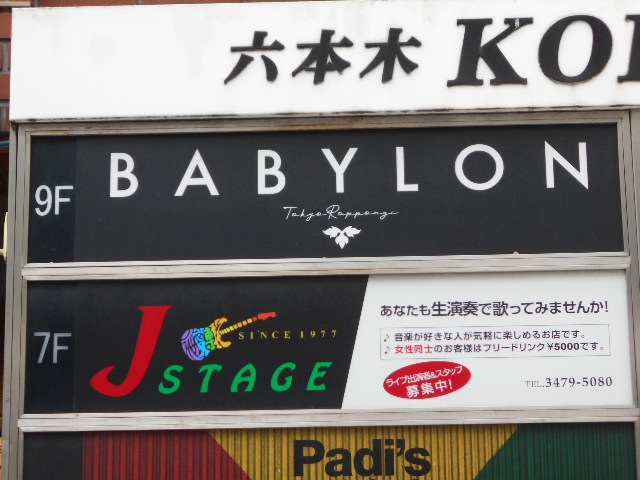 六本木 KO
9F
BABYLON
Tokyo Roppongi
7F
J STAGE
SINCE 1977
あなたも生演奏で歌ってみませんか!
♪ 音楽が好きな人が気軽に楽しめるお店です。
♪ 女性同士のお客様はフリードリンク¥5000です。
ライブ出演者&スタッフ
募集中!
TEL.3479-5080
Padi's